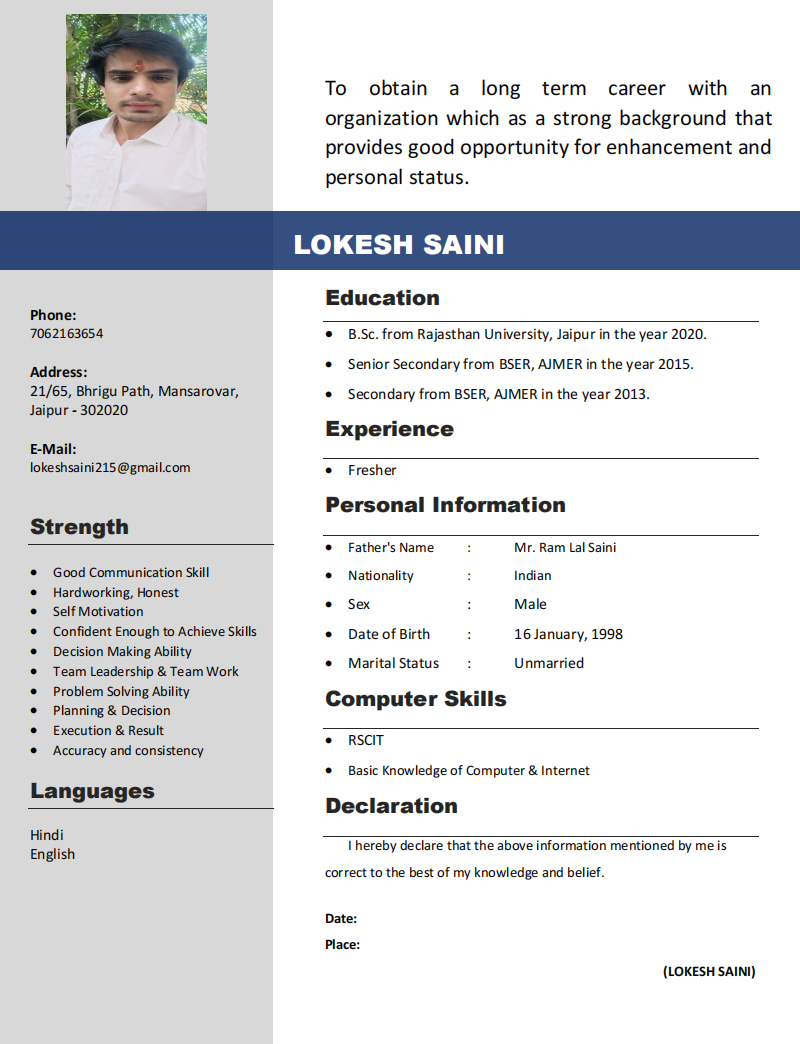 To obtain a long term career with an
organization which as a strong background that
provides good opportunity for enhancement and
personal status.
LOKESH SAINI
Phone:
7062163654
Address:
21/65, Bhrigu Path, Mansarovar,
Jaipur - 302020
E-Mail:
lokeshsaini215@gmail.com
Strength
• Good Communication Skill
• Hardworking, Honest
• Self Motivation
• Confident Enough to Achieve Skills
• Decision Making Ability
• Team Leadership & Team Work
• Problem Solving Ability
• Planning & Decision
• Execution & Result
• Accuracy and consistency
Languages
Hindi
English
Education
• B.Sc. from Rajasthan University, Jaipur in the year 2020.
• Senior Secondary from BSER, AJMER in the year 2015.
• Secondary from BSER, AJMER in the year 2013.
Experience
• Fresher
Personal Information
• Father's Name : Mr. Ram Lal Saini
• Nationality : Indian
• Sex : Male
• Date of Birth : 16 January, 1998
• Marital Status : Unmarried
Computer Skills
• RSCIT
• Basic Knowledge of Computer & Internet
Declaration
I hereby declare that the above information mentioned by me is
correct to the best of my knowledge and belief.
Date:
Place:
(LOKESH SAINI)